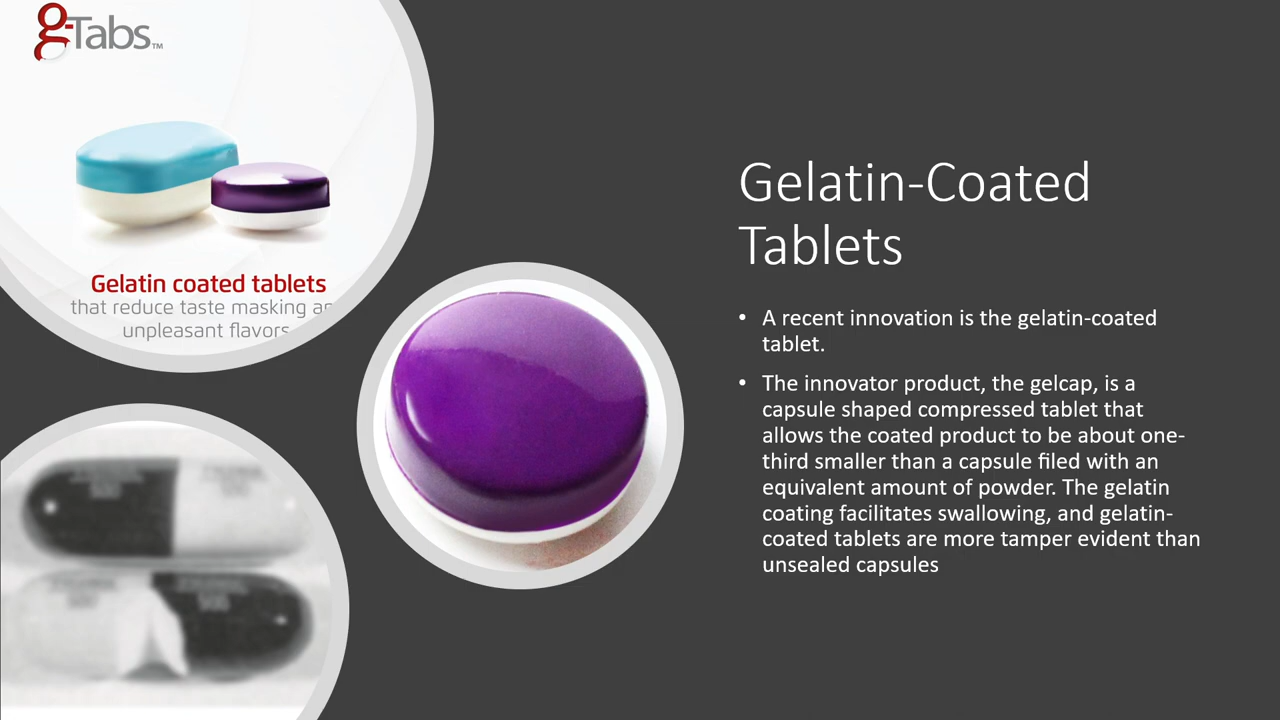 g-Tabs™
Gelatin coated tablets
that reduce taste masking
unpleasant flavors
Gelatin-Coated
Tablets
• A recent innovation is the gelatin-coated
tablet.
• The innovator product, the gelcap, is a
capsule shaped compressed tablet that
allows the coated product to be about one-
third smaller than a capsule filed with an
equivalent amount of powder. The gelatin
coating facilitates swallowing, and gelatin-
coated tablets are more tamper evident than
unsealed capsules